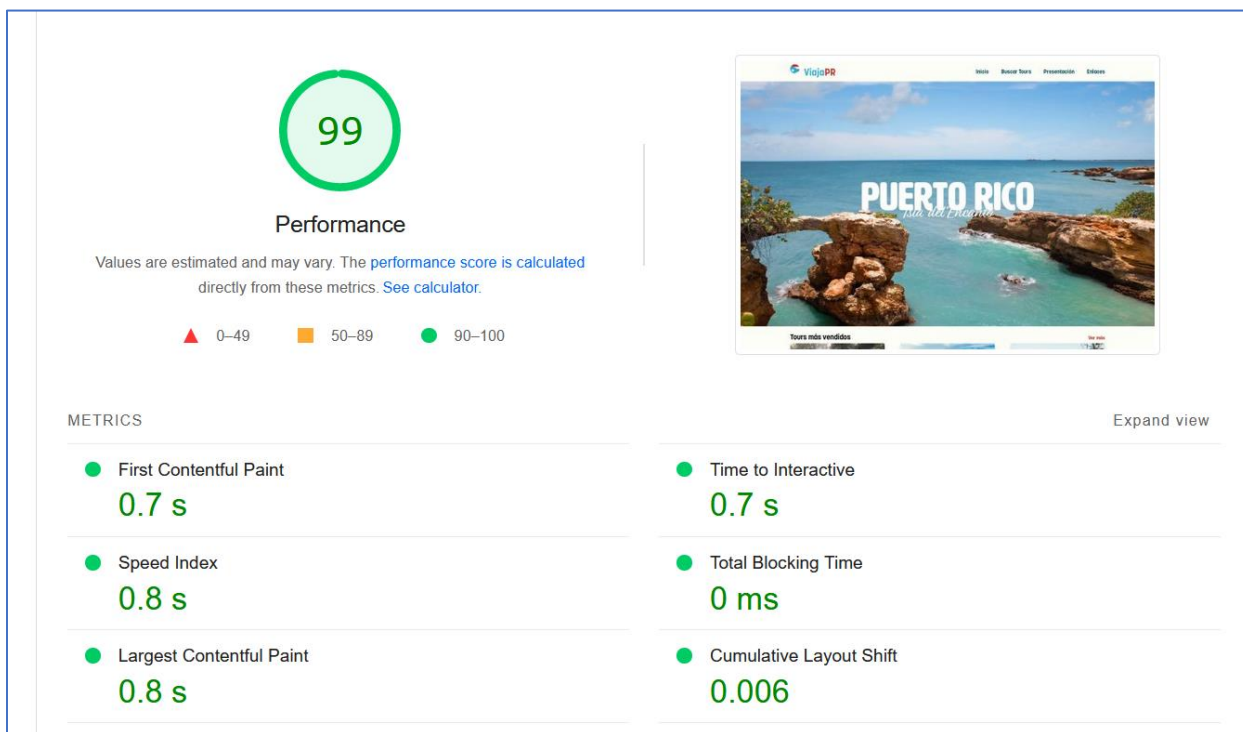 99
Performance
Values are estimated and may vary. The performance score is calculated
directly from these metrics. See calculator.
0–49 50–89 90–100
ViajaPR
Inicio Buscar Tours Presentación Enlaces
PUERTO RICO
Isla del Encanto
Tours más vendidos Ver más
METRICS Expand view
First Contentful Paint
0.7 s
Time to Interactive
0.7 s
Speed Index
0.8 s
Total Blocking Time
0 ms
Largest Contentful Paint
0.8 s
Cumulative Layout Shift
0.006